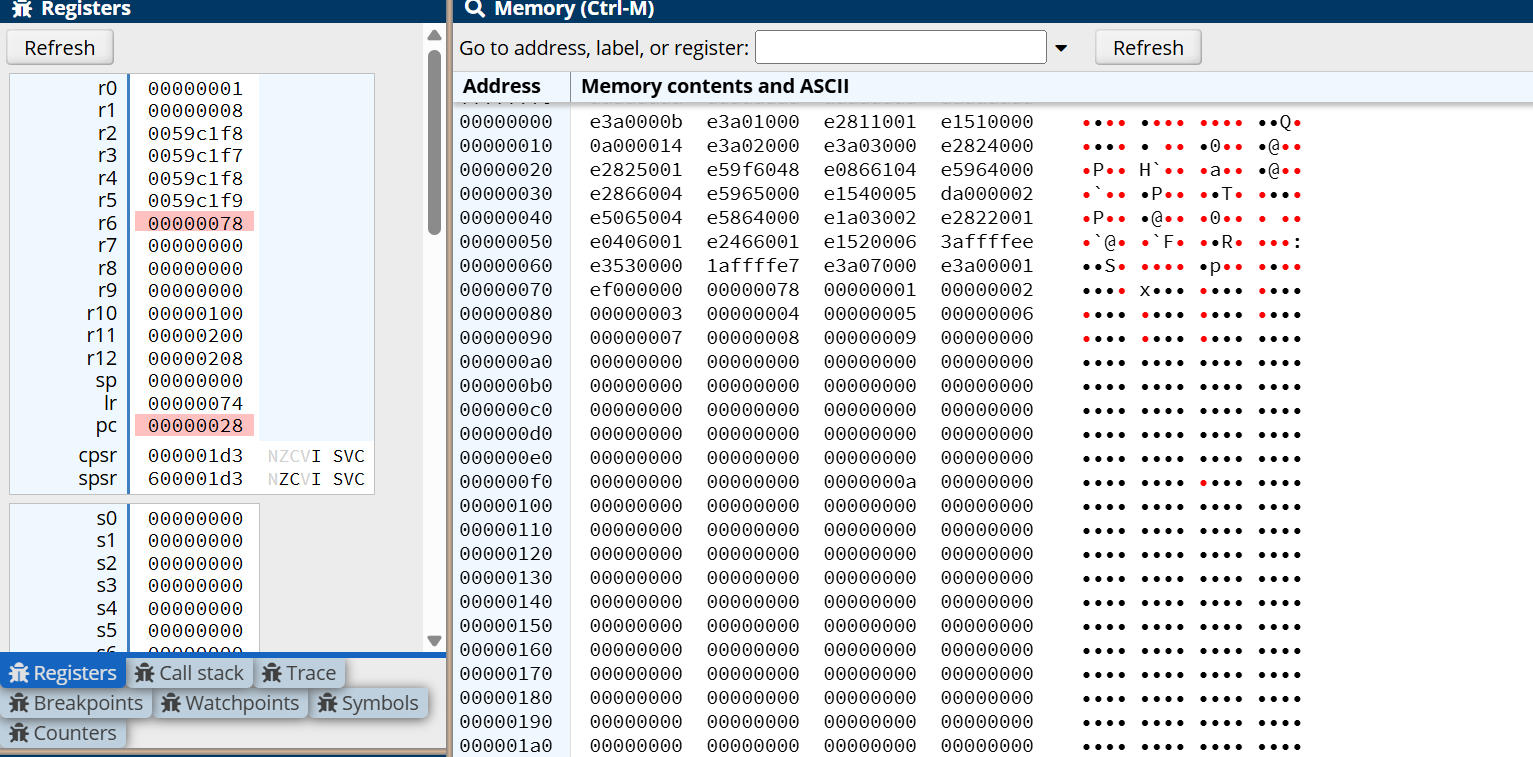 Registers
Refresh
r0 00000001
r1 00000008
r2 0059c1f8
r3 0059c1f7
r4 0059c1f8
r5 0059c1f9
r6 00000078
r7 00000000
r8 00000000
r9 00000000
r10 00000100
r11 00000200
r12 00000208
sp 00000000
lr 00000074
pc 00000028
cpsr 000001d3 NZCVI SVC
spsr 600001d3 NZCVI SVC
s0 00000000
s1 00000000
s2 00000000
s3 00000000
s4 00000000
s5 00000000
Registers Call stack Trace
Breakpoints Watchpoints Symbols
Counters
Memory (Ctrl-M)
Go to address, label, or register: Refresh
Address Memory contents and ASCII
00000000 e3a0000b e3a01000 e2811001 e1510000 •••• •••• •••• ••Q•
00000010 0a000014 e3a02000 e3a03000 e2824000 •••• • •• •0•• •@••
00000020 e2825001 e59f6048 e0866104 e5964000 •P•• H`•• •a•• •@••
00000030 e2866004 e5965000 e1540005 da000002 •`•• •P•• ••T• ••••
00000040 e5065004 e5864000 e1a03002 e2822001 •P•• •@•• •0•• • ••
00000050 e0406001 e2466001 e1520006 3affffee •`@• •`F• ••R• •••:
00000060 e3530000 1affffe7 e3a07000 e3a00001 ••S• •••• •p•• ••••
00000070 ef000000 00000078 00000001 00000002 •••• x••• •••• ••••
00000080 00000003 00000004 00000005 00000006 •••• •••• •••• ••••
00000090 00000007 00000008 00000009 00000000 •••• •••• •••• ••••
000000a0 00000000 00000000 00000000 00000000 •••• •••• •••• ••••
000000b0 00000000 00000000 00000000 00000000 •••• •••• •••• ••••
000000c0 00000000 00000000 00000000 00000000 •••• •••• •••• ••••
000000d0 00000000 00000000 00000000 00000000 •••• •••• •••• ••••
000000e0 00000000 00000000 00000000 00000000 •••• •••• •••• ••••
000000f0 00000000 00000000 0000000a 00000000 •••• •••• •••• ••••
00000100 00000000 00000000 00000000 00000000 •••• •••• •••• ••••
00000110 00000000 00000000 00000000 00000000 •••• •••• •••• ••••
00000120 00000000 00000000 00000000 00000000 •••• •••• •••• ••••
00000130 00000000 00000000 00000000 00000000 •••• •••• •••• ••••
00000140 00000000 00000000 00000000 00000000 •••• •••• •••• ••••
00000150 00000000 00000000 00000000 00000000 •••• •••• •••• ••••
00000160 00000000 00000000 00000000 00000000 •••• •••• •••• ••••
00000170 00000000 00000000 00000000 00000000 •••• •••• •••• ••••
00000180 00000000 00000000 00000000 00000000 •••• •••• •••• ••••
00000190 00000000 00000000 00000000 00000000 •••• •••• •••• ••••
000001a0 00000000 00000000 00000000 00000000 •••• •••• •••• ••••